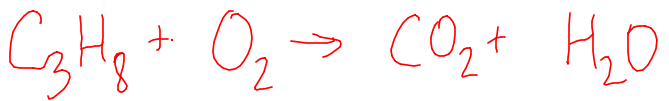 C₃H₈ + O₂ → CO₂ + H₂O